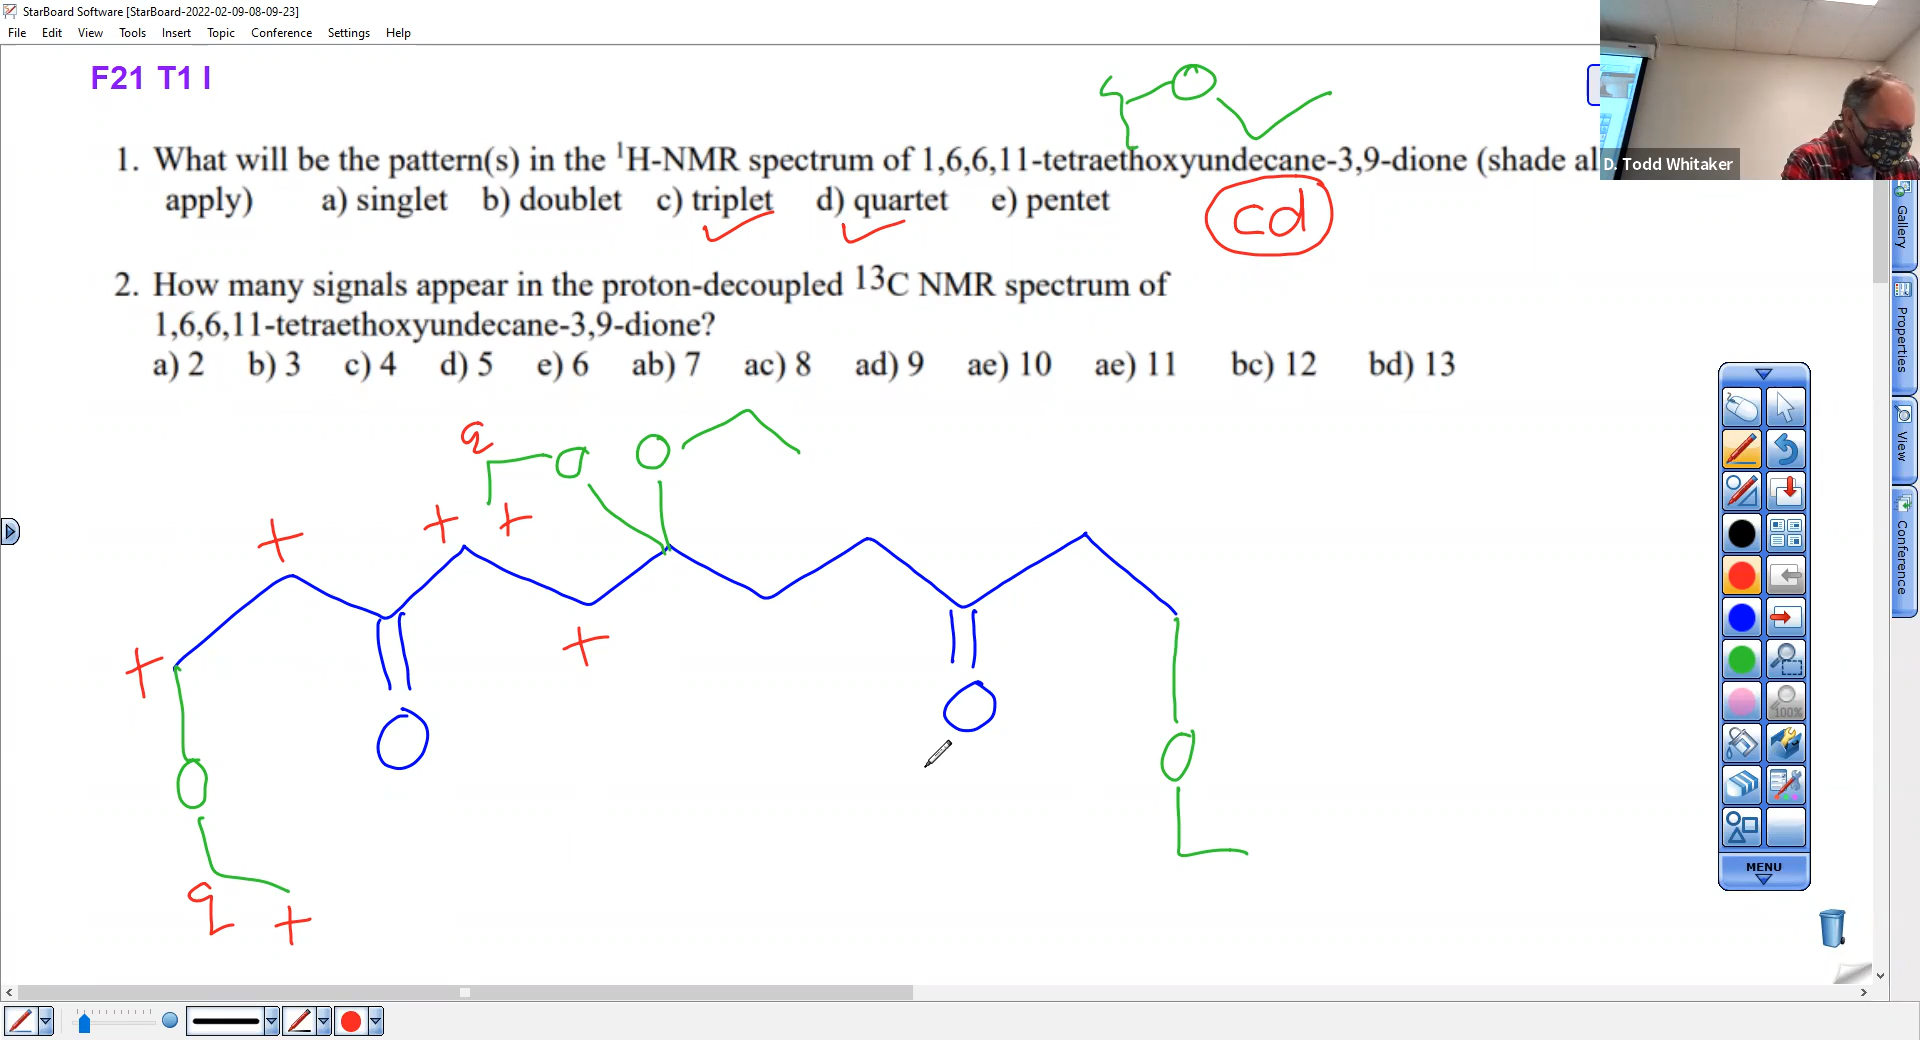 StarBoard Software [StarBoard-2022-02-09-08-09-23]
File Edit View Tools Insert Topic Conference Settings Help
F21 T1 I
O
1. What will be the pattern(s) in the ¹H-NMR spectrum of 1,6,6,11-tetraethoxyundecane-3,9-dione (shade al
apply) a) singlet b) doublet c) triplet d) quartet e) pentet
cd
D. Todd Whitaker
2. How many signals appear in the proton-decoupled 13C NMR spectrum of
1,6,6,11-tetraethoxyundecane-3,9-dione?
a) 2 b) 3 c) 4 d) 5 e) 6 ab) 7 ac) 8 ad) 9 ae) 10 ae) 11 bc) 12 bd) 13
q O O
t t t
t t
O O
O O
q t
Gallery
Properties
View
Conference
100%
MENU